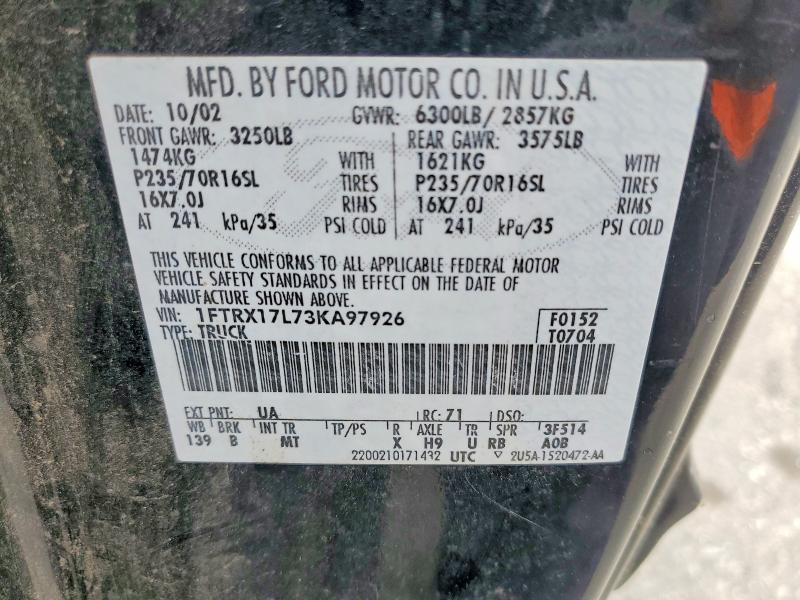 MFD. BY FORD MOTOR CO. IN U.S.A.
DATE: 10/02 GVWR: 6300LB/ 2857KG
FRONT GAWR: 3250LB REAR GAWR: 3575LB
1474KG WITH 1621KG WITH
P235/70R16SL TIRES P235/70R16SL TIRES
16X7.0J RIMS 16X7.0J RIMS
AT 241 kPa/35 PSI COLD AT 241 kPa/35 PSI COLD
THIS VEHICLE CONFORMS TO ALL APPLICABLE FEDERAL MOTOR
VEHICLE SAFETY STANDARDS IN EFFECT ON THE DATE OF
MANUFACTURE SHOWN ABOVE.
VIN: 1FTRX17L73KA97926 F0152
TYPE: TRUCK T0704
EXT PNT: UA RC: 71 DSO:
WB BRK INT TR TP/PS R AXLE TR SPR 3F514
139 B MT X H9 U RB A0B
2200210171432 UTC ▽ 2U5A-1520472-AA